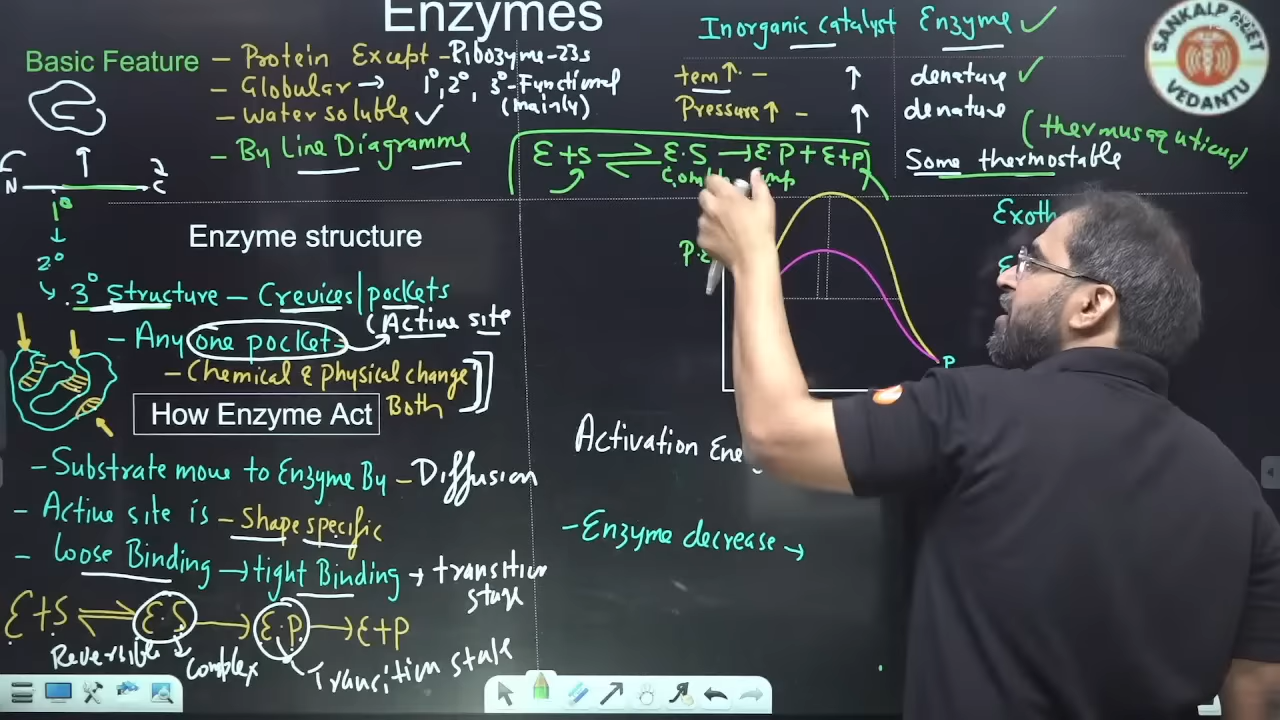 Enzymes
Basic Feature
- Protein Except - Ribozyme - 23s
- Globular → 1°, 2°, 3° - Functional
(mainly)
- Water soluble ✓
- By Line Diagramme
N
C
1°
↓
2°
Enzyme structure
3° Structure - Crevices/pockets
- Any one pocket - (Active site
- Chemical & Physical change
Both
How Enzyme Act
- Substrate move to Enzyme By - Diffusion
- Active site is - Shape specific
- loose Binding → tight Binding → transition
stage
E+S ⇌ E.S → E.P → E+P
Reversible
Complex
Transition state
Inorganic catalyst Enzyme ✓
tem ↑ - ↑ denature ✓
Pressure ↑ - ↑ denature
(thermusaquticus)
Some thermostable
E+S ⇌ E.S → E.P + E+P
Exoth
P
Activation Ene
- Enzyme decrease →
SANKALP NEET
VEDANTU